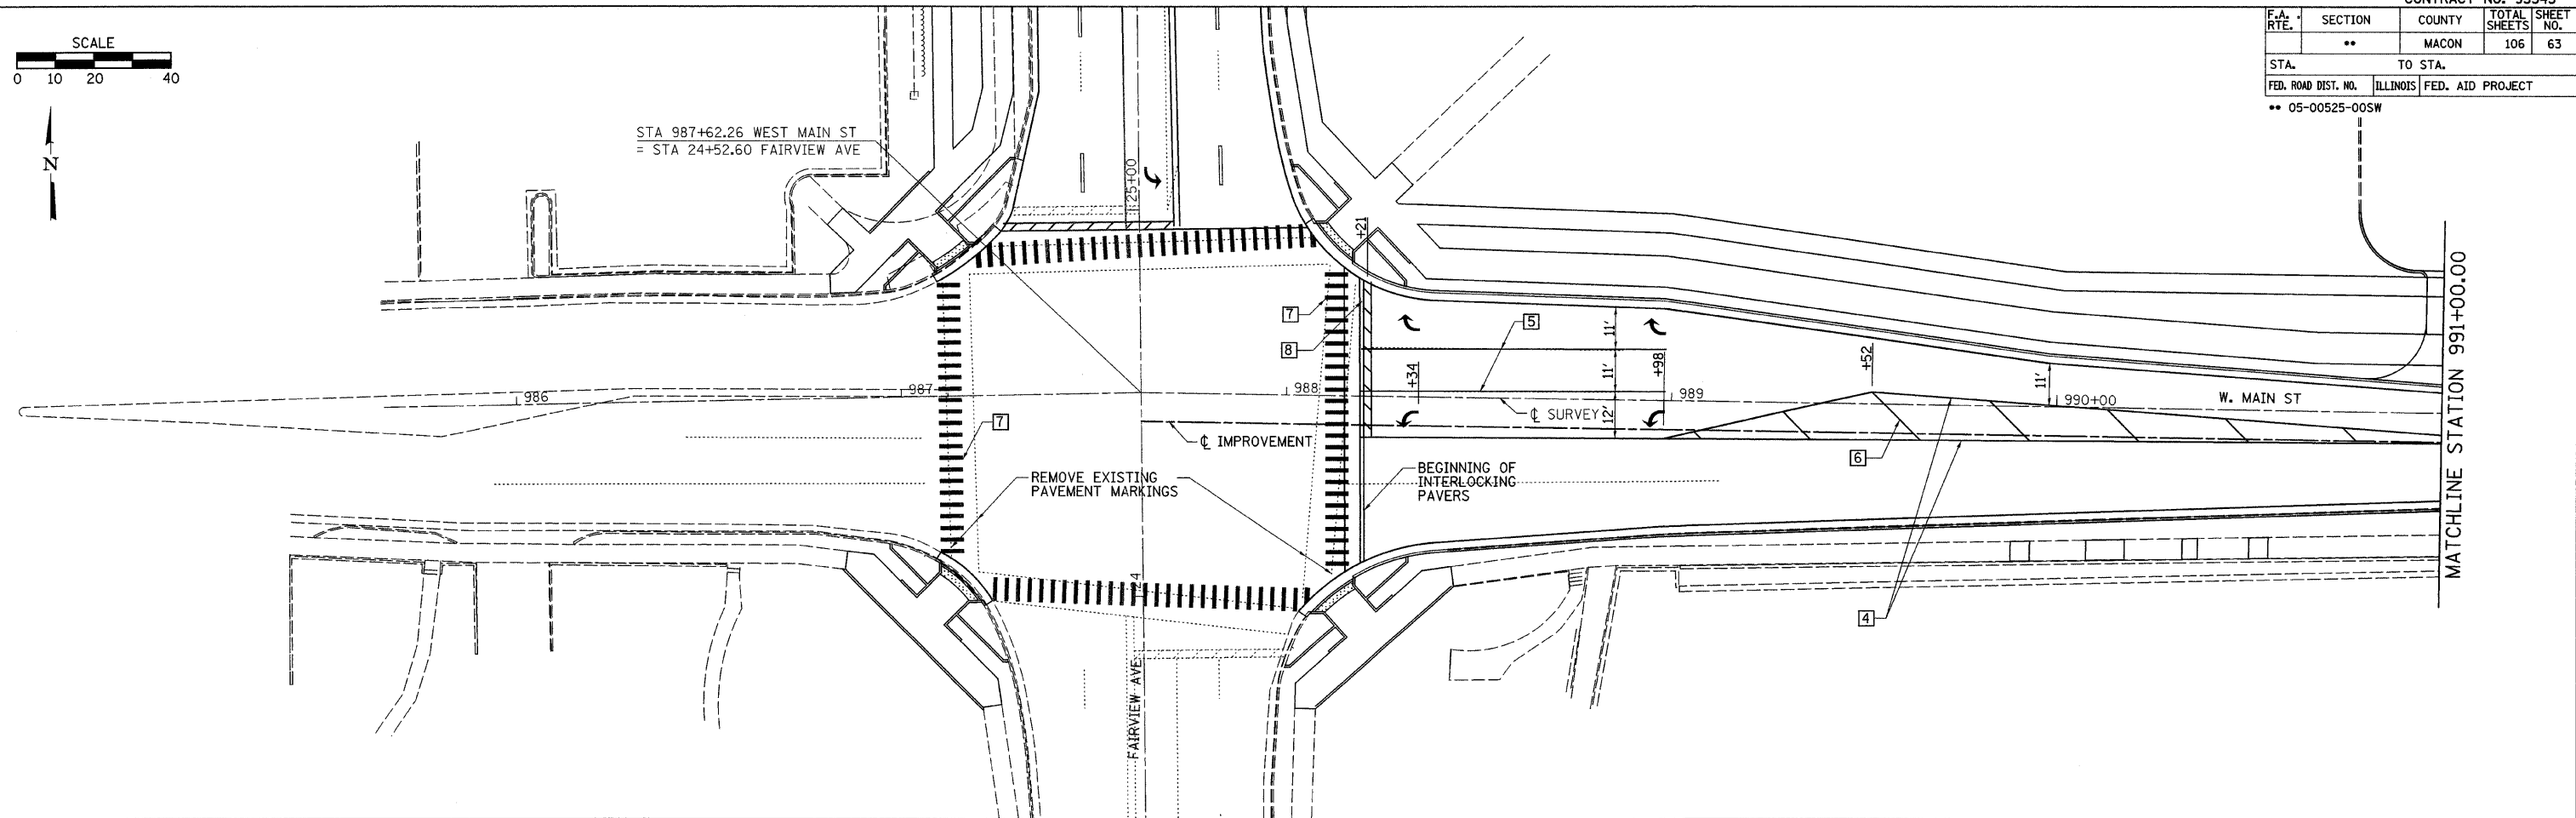 F.A. RTE. SECTION COUNTY TOTAL SHEETS SHEET NO.
•• MACON 106 63
STA. TO STA.
FED. ROAD DIST. NO. ILLINOIS FED. AID PROJECT
•• 05-00525-00SW
SCALE
0 10 20 40
N
STA 987+62.26 WEST MAIN ST
= STA 24+52.60 FAIRVIEW AVE
25+00
+21
7
5
8
11'
11'
12'
+34
+98
+52
11'
986
987
988
989
990+00
W. MAIN ST
℄ SURVEY
7
℄ IMPROVEMENT
6
REMOVE EXISTING
PAVEMENT MARKINGS
BEGINNING OF
INTERLOCKING
PAVERS
4
24
FAIRVIEW AVE
MATCHLINE STATION 991+00.00